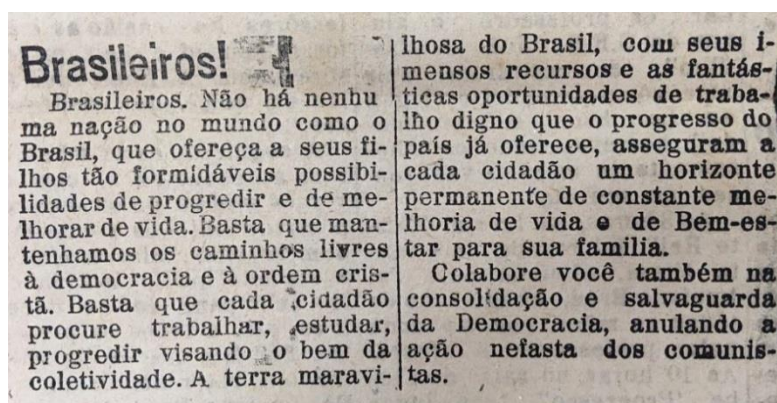 Brasileiros!
Brasileiros. Não há nenhu
ma nação no mundo como o
Brasil, que ofereça a seus fi-
lhos tão formidáveis possibi-
lidades de progredir e de me-
lhorar de vida. Basta que man-
tenhamos os caminhos livres
à democracia e à ordem cris-
tã. Basta que cada cidadão
procure trabalhar, estudar,
progredir visando o bem da
coletividade. A terra maravi-
lhosa do Brasil, com seus i-
mensos recursos e as fantás-
ticas oportunidades de traba-
lho digno que o progresso do
país já oferece, asseguram a
cada cidadão um horizonte
permanente de constante me-
lhoria de vida e de Bem-es-
tar para sua familia.
Colabore você também na
consolidação e salvaguarda
da Democracia, anulando a
ação nefasta dos comunis-
tas.